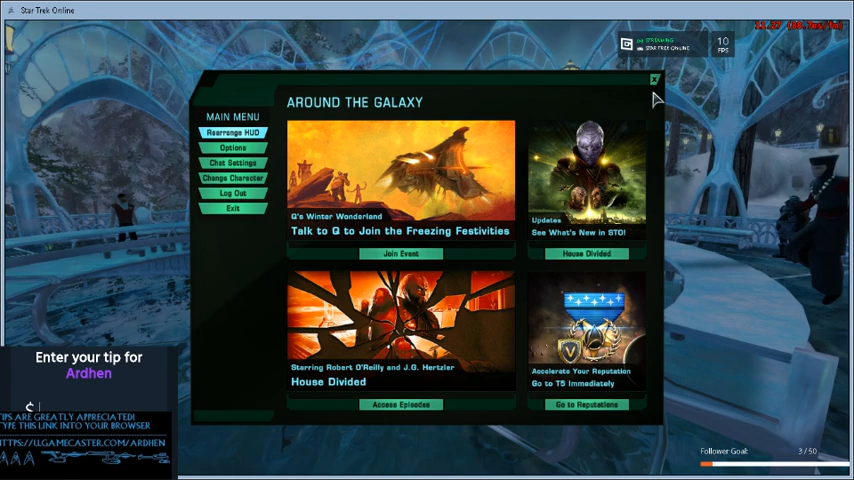 Star Trek Online
STREAMING
STAR TREK ONLINE
10
FPS
AROUND THE GALAXY
MAIN MENU
Rearrange HUD
Options
Chat Settings
Change Character
Log Out
Exit
Q's Winter Wonderland
Talk to Q to Join the Freezing Festivities
Join Event
Updates
See What's New in STO!
House Divided
Starring Robert O'Reilly and J.G. Hertzler
House Divided
Access Episodes
Accelerate Your Reputation
Go to T5 Immediately
Go to Reputations
Enter your tip for
Ardhen
$
TIPS ARE GREATLY APPRECIATED!
TYPE THIS LINK INTO YOUR BROWSER
HTTPS://LLGAMECASTER.COM/ARDHEN
Follower Goal:
3 / 50